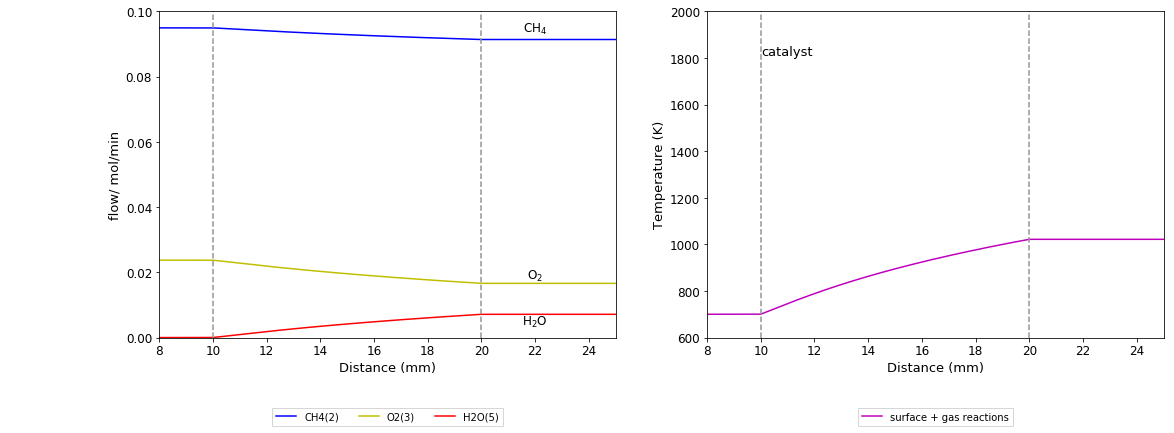 0.10
0.08
0.06
0.04
0.02
0.00
flow/ mol/min
CH₄
O₂
H₂O
8 10 12 14 16 18 20 22 24
Distance (mm)
CH4(2) O2(3) H2O(5)
2000
1800
1600
1400
1200
1000
800
600
Temperature (K)
catalyst
8 10 12 14 16 18 20 22 24
Distance (mm)
surface + gas reactions